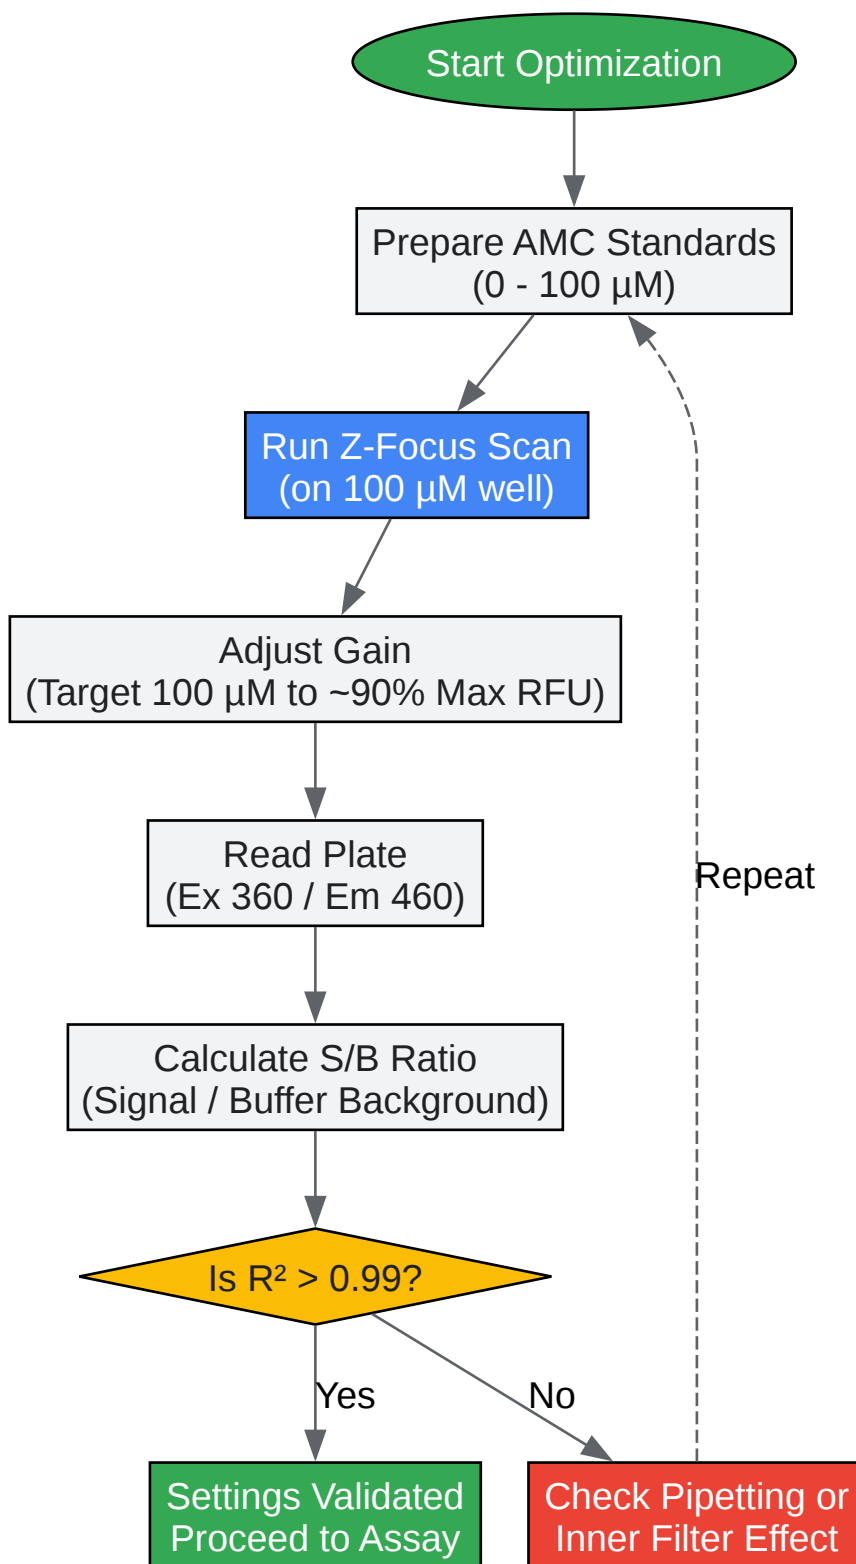 Start Optimization
Prepare AMC Standards
(0 - 100 µM)
Run Z-Focus Scan
(on 100 µM well)
Adjust Gain
(Target 100 µM to ~90% Max RFU)
Read Plate
(Ex 360 / Em 460)
Repeat
Calculate S/B Ratio
(Signal / Buffer Background)
Is R² > 0.99?
Yes
No
Settings Validated
Proceed to Assay
Check Pipetting or
Inner Filter Effect